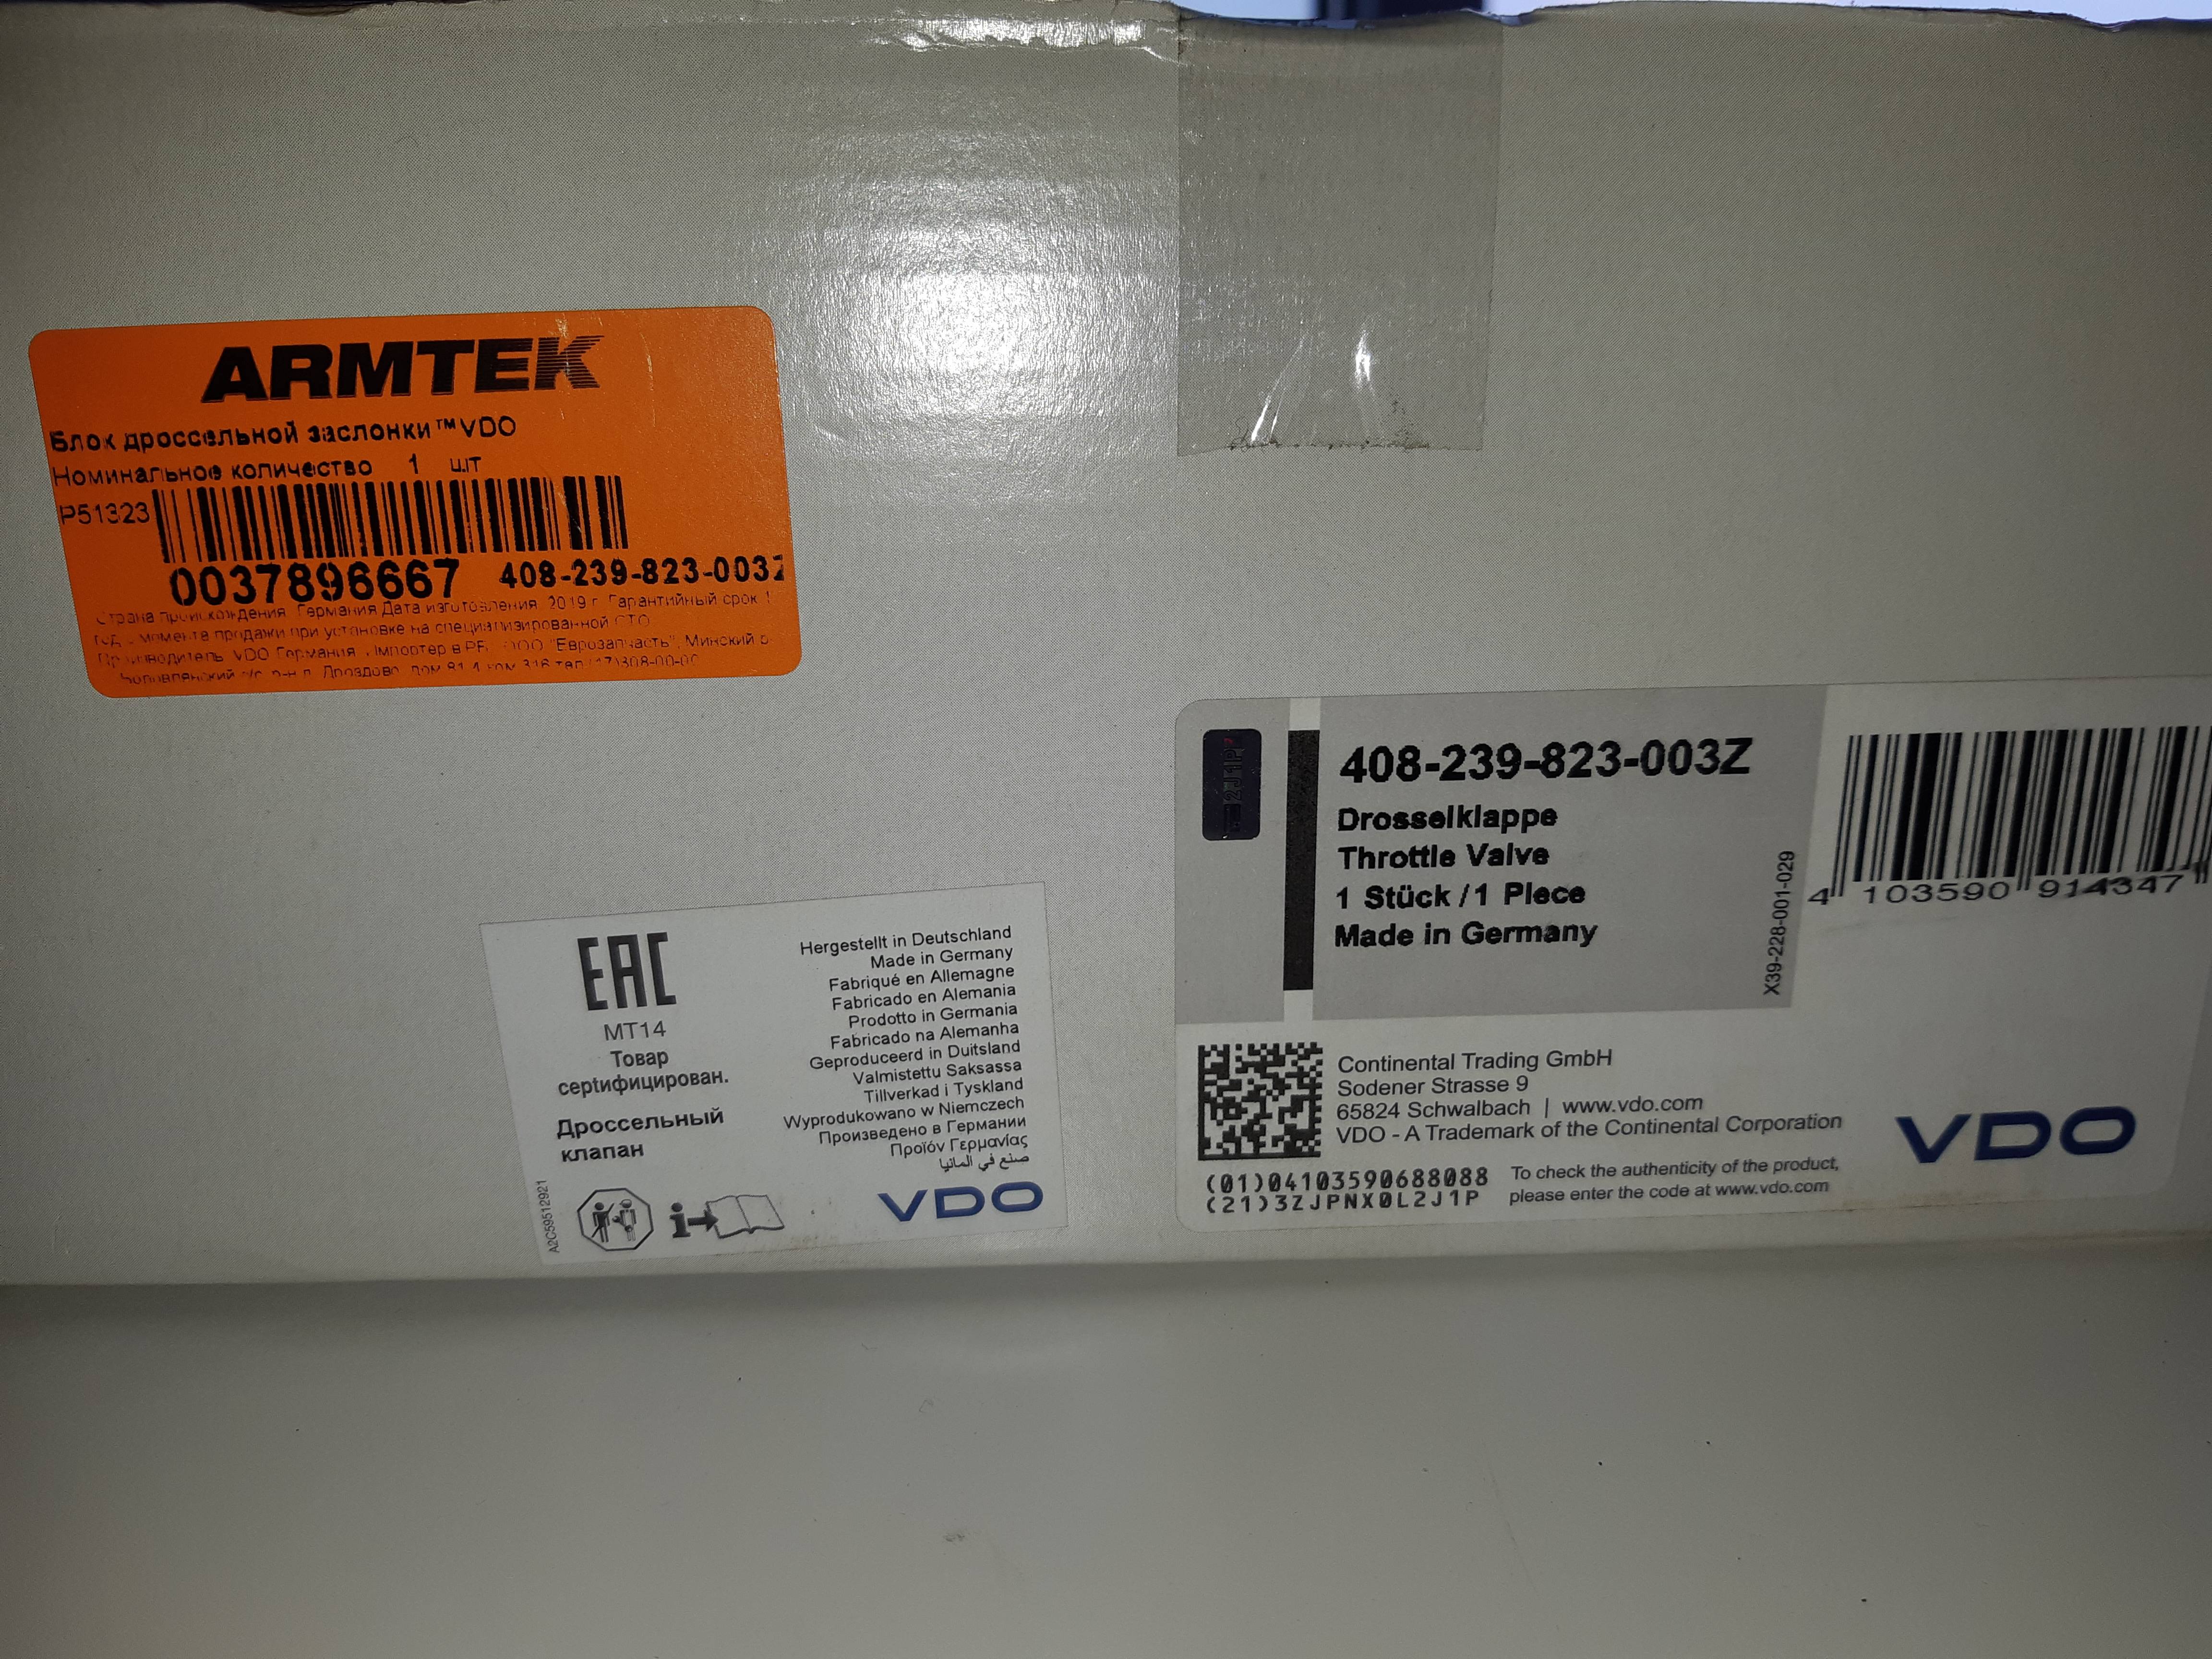 ARMTEK
Блок дроссельной заслонки™VDO
Номинальное количество 1 шт
P51323
0037896667 408-239-823-003Z
Страна происхождения Германия Дата изготовления 2019 г. Гарантийный срок 1
год с момента продажи при установке на специализированной СТО
Производитель VDO Германия Импортер в РБ ООО "Еврозапчасть", Минский р-
EAC
MT14
Товар
сертифицирован.
Дроссельный
клапан
A2C59512921
Hergestellt in Deutschland
Made in Germany
Fabriqué en Allemagne
Fabricado en Alemania
Prodotto in Germania
Fabricado na Alemanha
Geproduceerd in Duitsland
Valmistettu Saksassa
Tillverkad i Tyskland
Wyprodukowano w Niemczech
Произведено в Германии
Προϊόν Γερμανίας
صنع في المانيا
VDO
2J1P
408-239-823-003Z
Drosselklappe
Throttle Valve
1 Stück / 1 Piece
Made in Germany
X39-228-001-029
4 103590 914347
Continental Trading GmbH
Sodener Strasse 9
65824 Schwalbach | www.vdo.com
VDO - A Trademark of the Continental Corporation
(01)04103590688088
(21)3ZJPNX0L2J1P
To check the authenticity of the product,
please enter the code at www.vdo.com
VDO